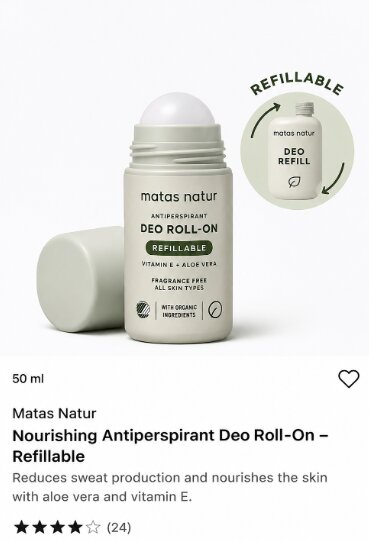 REFILLABLE
matas natur
DEO
REFILL
matas natur
ANTIPERSPIRANT
DEO ROLL-ON
REFILLABLE
VITAMIN E + ALOE VERA
FRAGRANCE FREE
ALL SKIN TYPES
WITH ORGANIC
INGREDIENTS
50 ml
Matas Natur
Nourishing Antiperspirant Deo Roll-On –
Refillable
Reduces sweat production and nourishes the skin
with aloe vera and vitamin E.
(24)